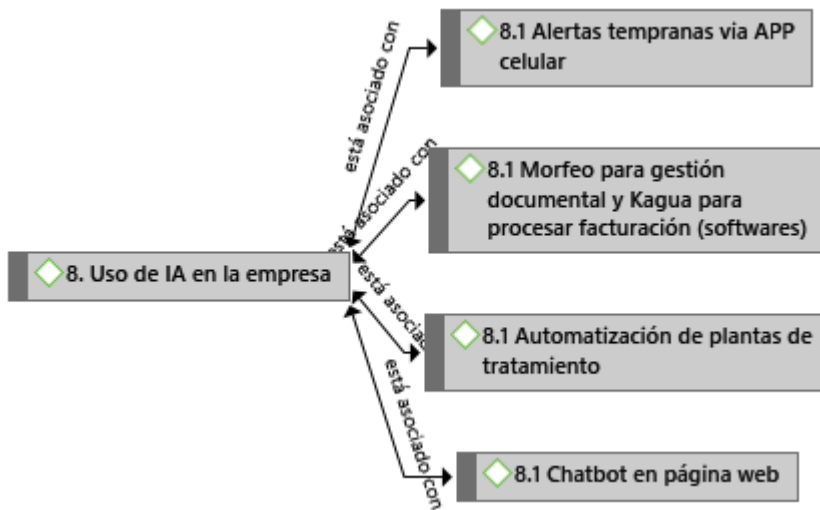 8.1 Alertas tempranas via APP
celular
está asociado con
8.1 Morfeo para gestión
documental y Kagua para
procesar facturación (softwares)
está asociado con
8. Uso de IA en la empresa
está asociad
8.1 Automatización de plantas de
tratamiento
está asociado con
8.1 Chatbot en página web